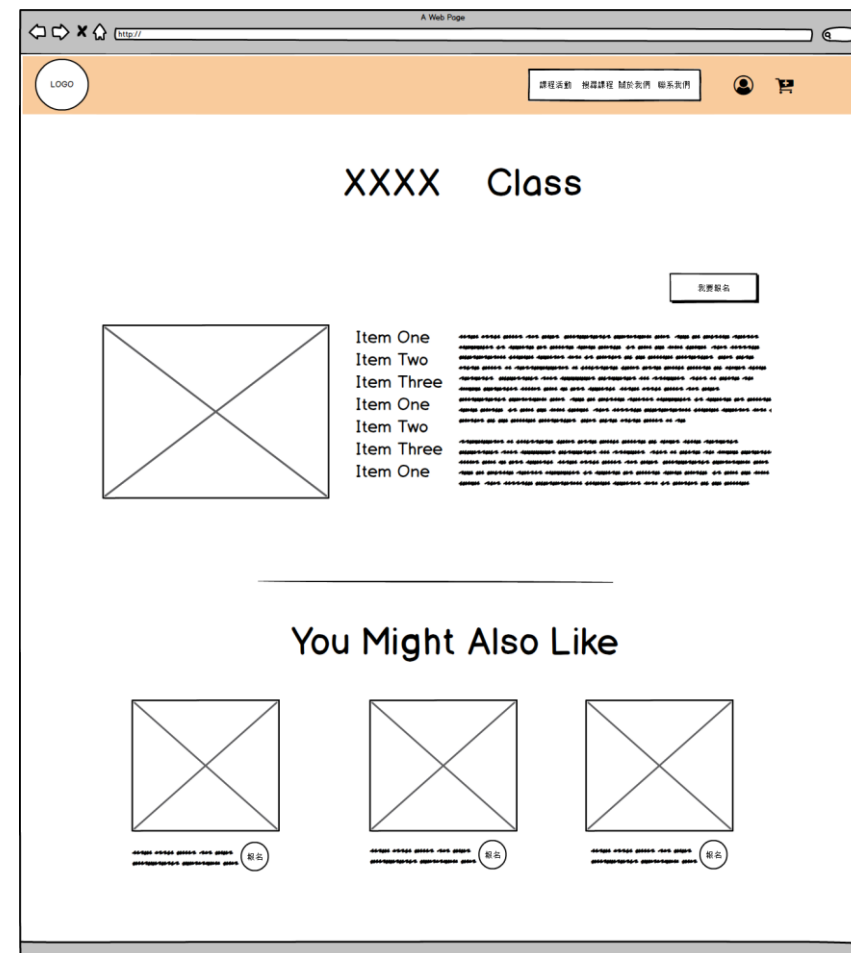 A Web Page
http://
LOGO
課程活動 搜尋課程 關於我們 聯系我們
XXXX Class
我要報名
Item One
Item Two
Item Three
Item One
Item Two
Item Three
Item One
You Might Also Like
報名
報名
報名